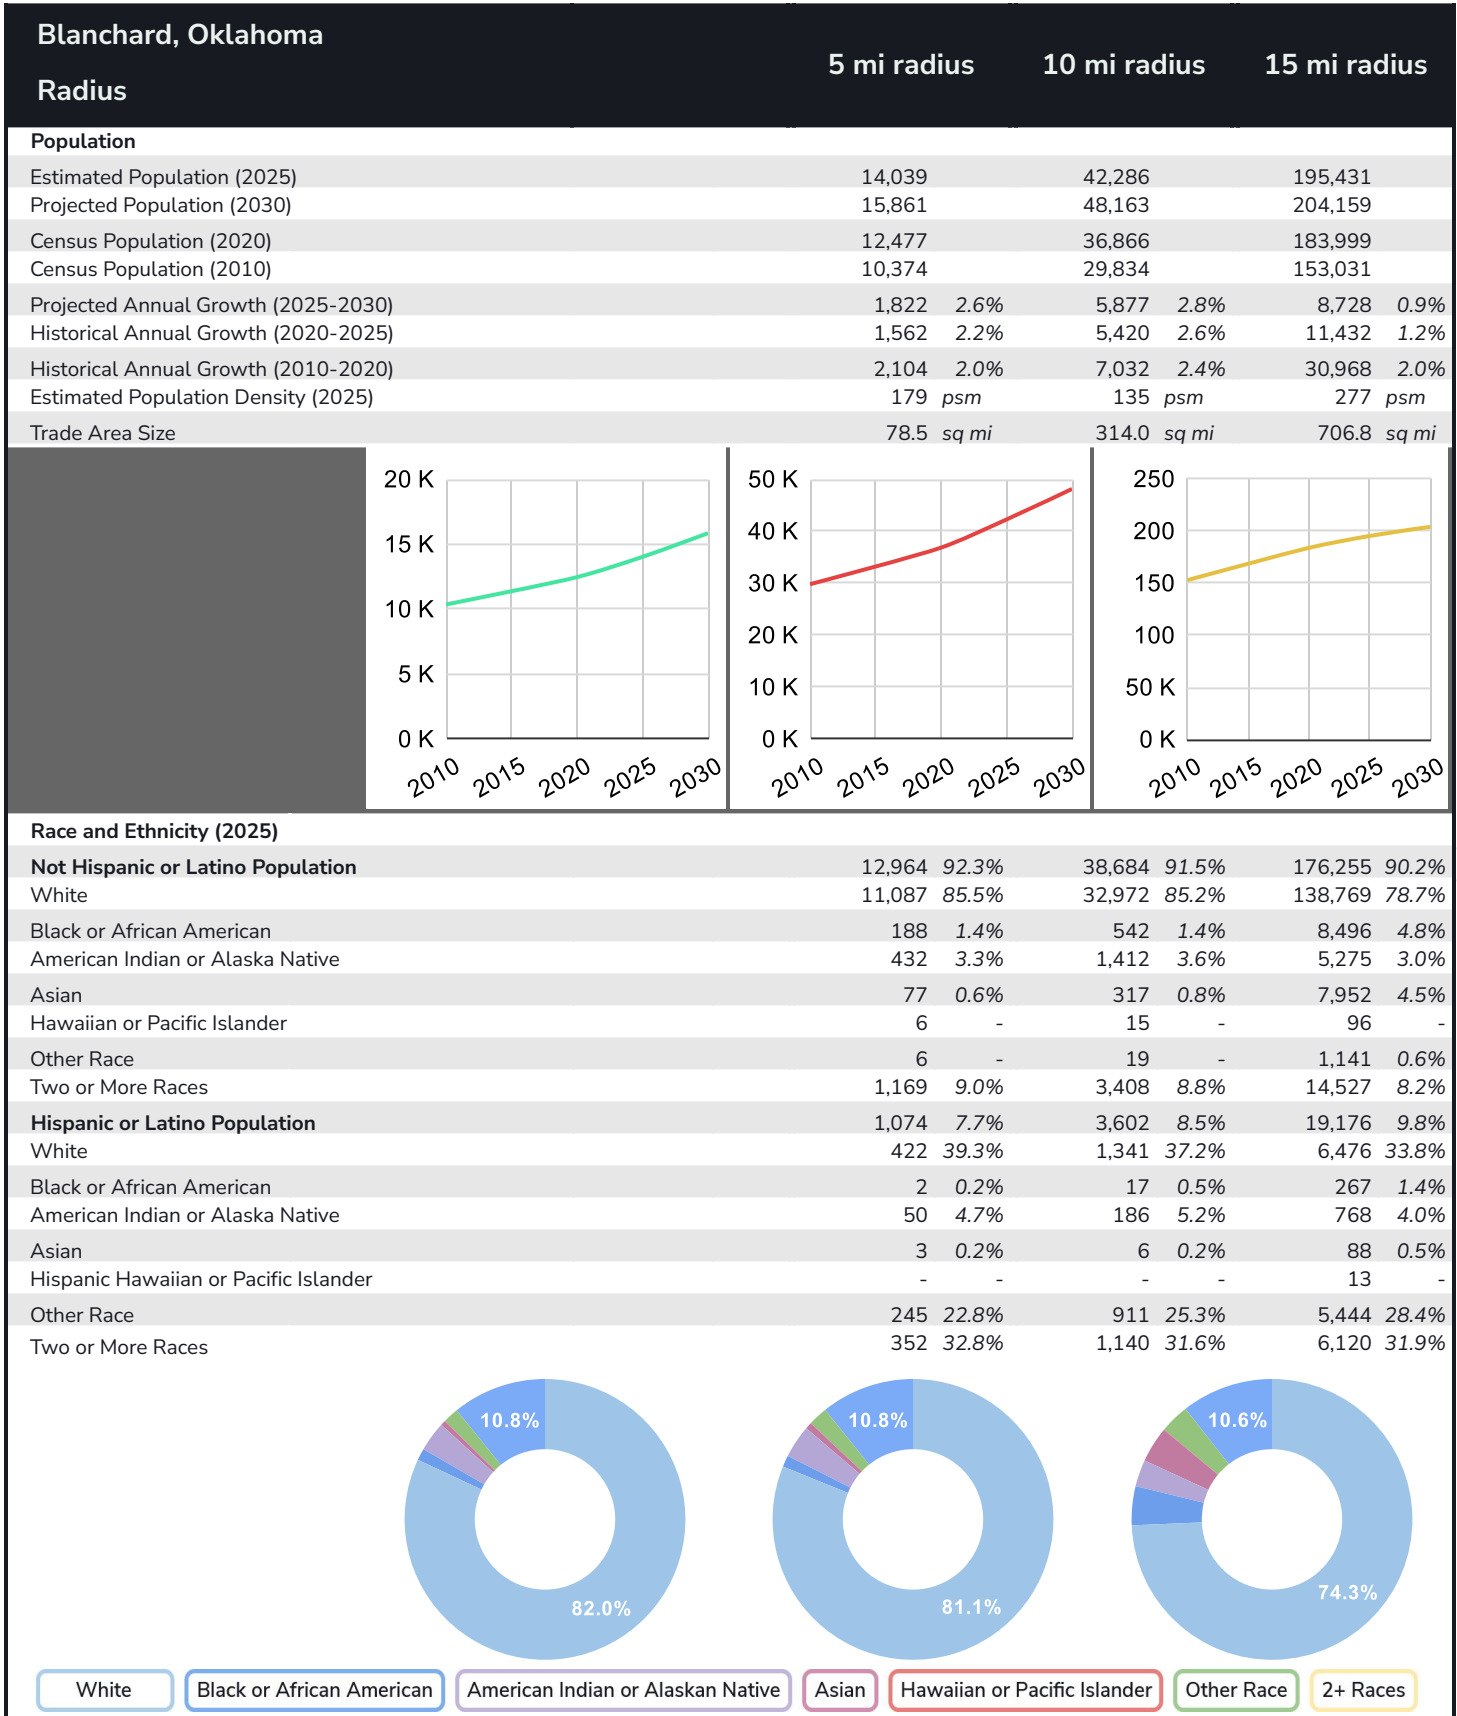 Blanchard, Oklahoma
Radius 5 mi radius 10 mi radius 15 mi radius
Population
Estimated Population (2025) 14,039 42,286 195,431
Projected Population (2030) 15,861 48,163 204,159
Census Population (2020) 12,477 36,866 183,999
Census Population (2010) 10,374 29,834 153,031
Projected Annual Growth (2025-2030) 1,822 2.6% 5,877 2.8% 8,728 0.9%
Historical Annual Growth (2020-2025) 1,562 2.2% 5,420 2.6% 11,432 1.2%
Historical Annual Growth (2010-2020) 2,104 2.0% 7,032 2.4% 30,968 2.0%
Estimated Population Density (2025) 179 psm 135 psm 277 psm
Trade Area Size 78.5 sq mi 314.0 sq mi 706.8 sq mi
20 K
15 K
10 K
5 K
0 K
2010 2015 2020 2025 2030
50 K
40 K
30 K
20 K
10 K
0 K
2010 2015 2020 2025 2030
250
200
150
100
50 K
0 K
2010 2015 2020 2025 2030
Race and Ethnicity (2025)
Not Hispanic or Latino Population 12,964 92.3% 38,684 91.5% 176,255 90.2%
White 11,087 85.5% 32,972 85.2% 138,769 78.7%
Black or African American 188 1.4% 542 1.4% 8,496 4.8%
American Indian or Alaska Native 432 3.3% 1,412 3.6% 5,275 3.0%
Asian 77 0.6% 317 0.8% 7,952 4.5%
Hawaiian or Pacific Islander 6 - 15 - 96 -
Other Race 6 - 19 - 1,141 0.6%
Two or More Races 1,169 9.0% 3,408 8.8% 14,527 8.2%
Hispanic or Latino Population 1,074 7.7% 3,602 8.5% 19,176 9.8%
White 422 39.3% 1,341 37.2% 6,476 33.8%
Black or African American 2 0.2% 17 0.5% 267 1.4%
American Indian or Alaska Native 50 4.7% 186 5.2% 768 4.0%
Asian 3 0.2% 6 0.2% 88 0.5%
Hispanic Hawaiian or Pacific Islander - - - - 13 -
Other Race 245 22.8% 911 25.3% 5,444 28.4%
Two or More Races 352 32.8% 1,140 31.6% 6,120 31.9%
10.8% 10.8% 10.6%
82.0% 81.1% 74.3%
White Black or African American American Indian or Alaskan Native Asian Hawaiian or Pacific Islander Other Race 2+ Races